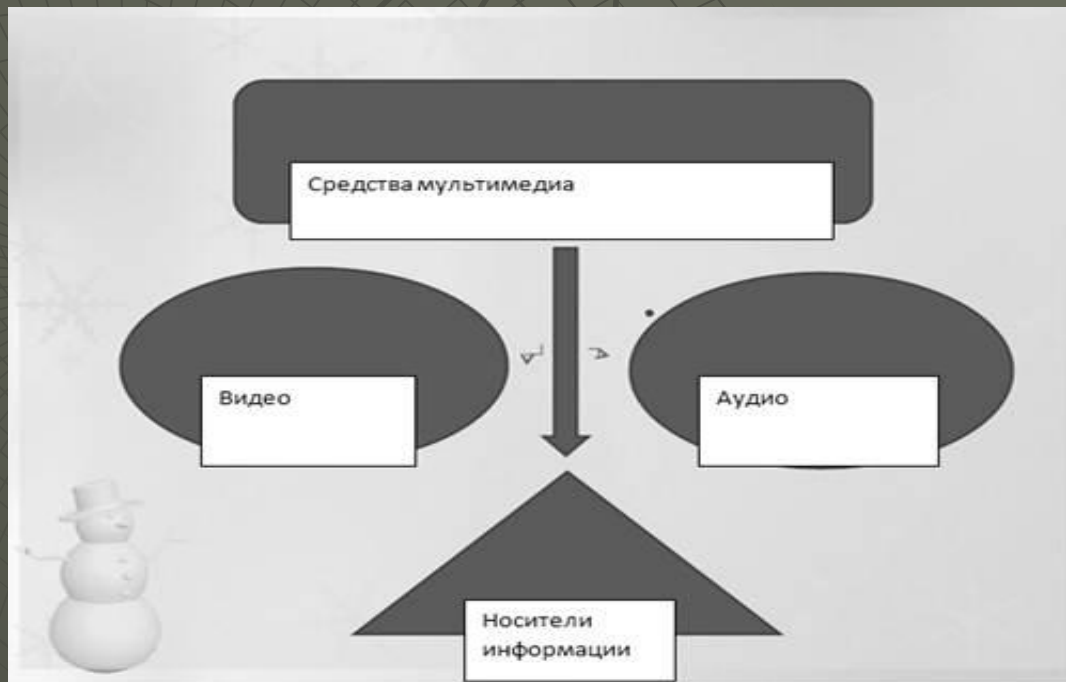 Средства мультимедиа
Видео
Аудио
Носители
информации